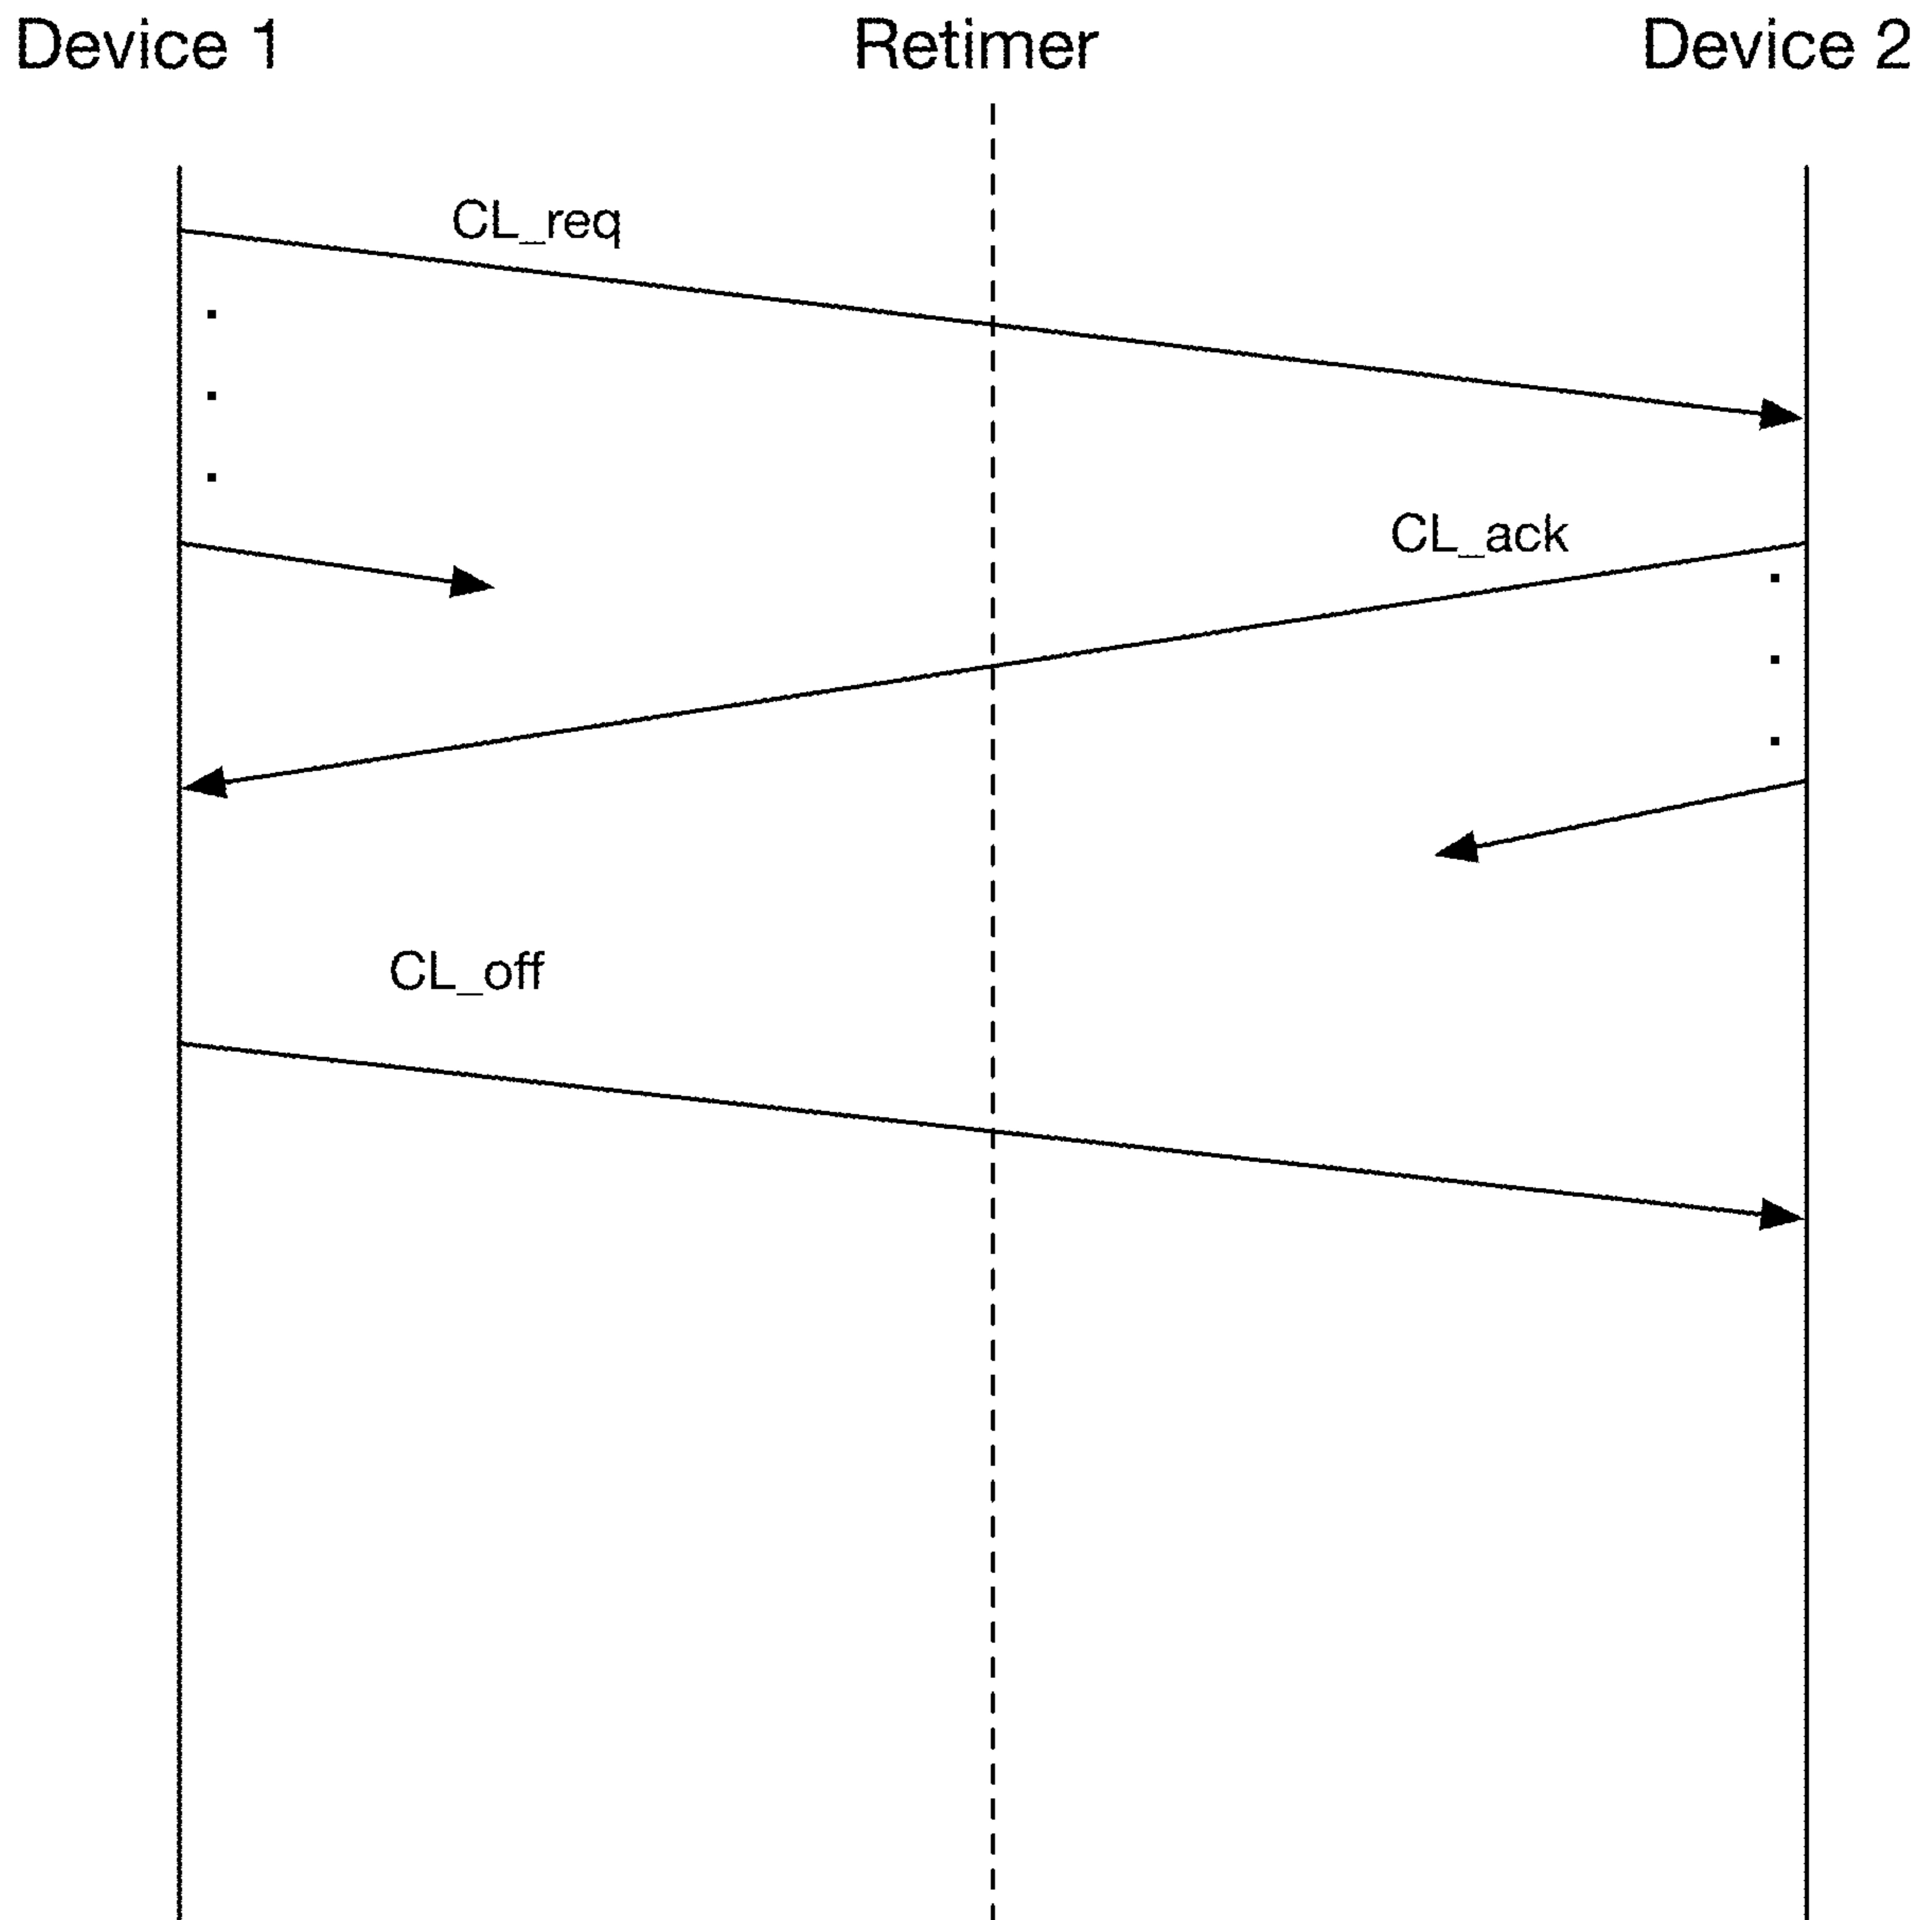 Device 1 Retimer Device 2
CL_req
CL_ack
CL_off